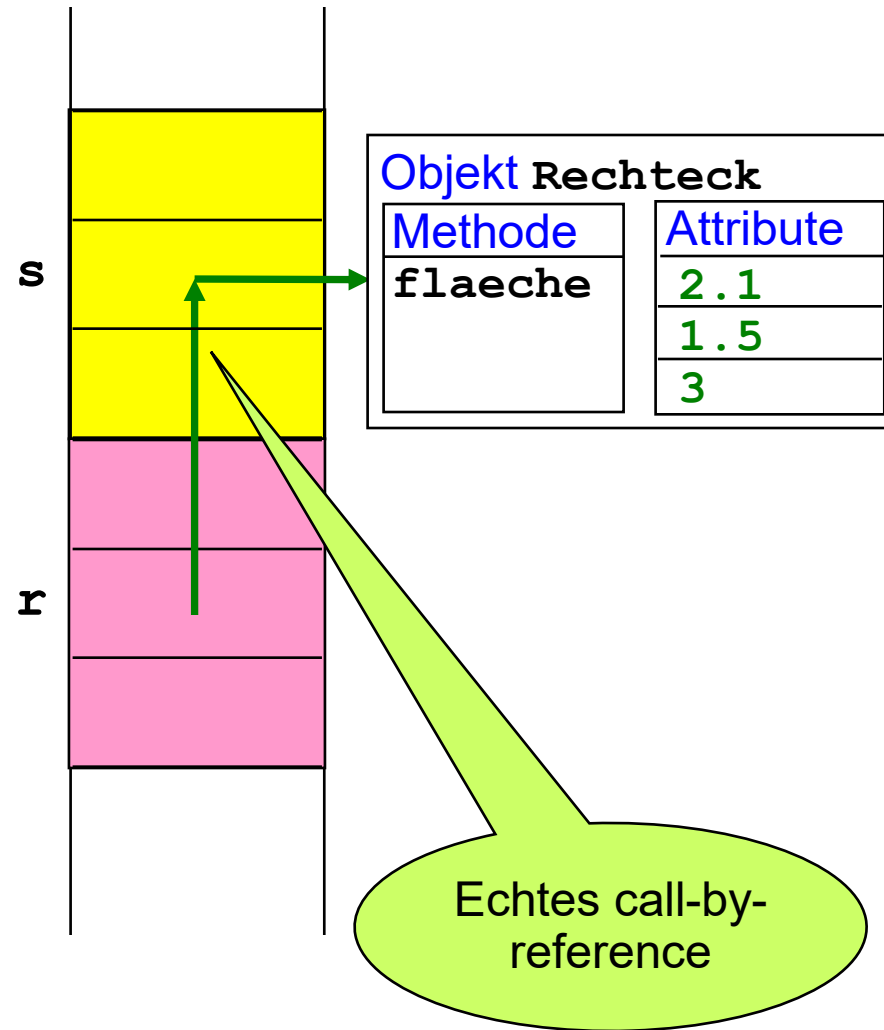 Objekt Rechteck
Methode
Attribute
s
flaeche
2.1
1.5
3
r
Echtes call-by-
reference